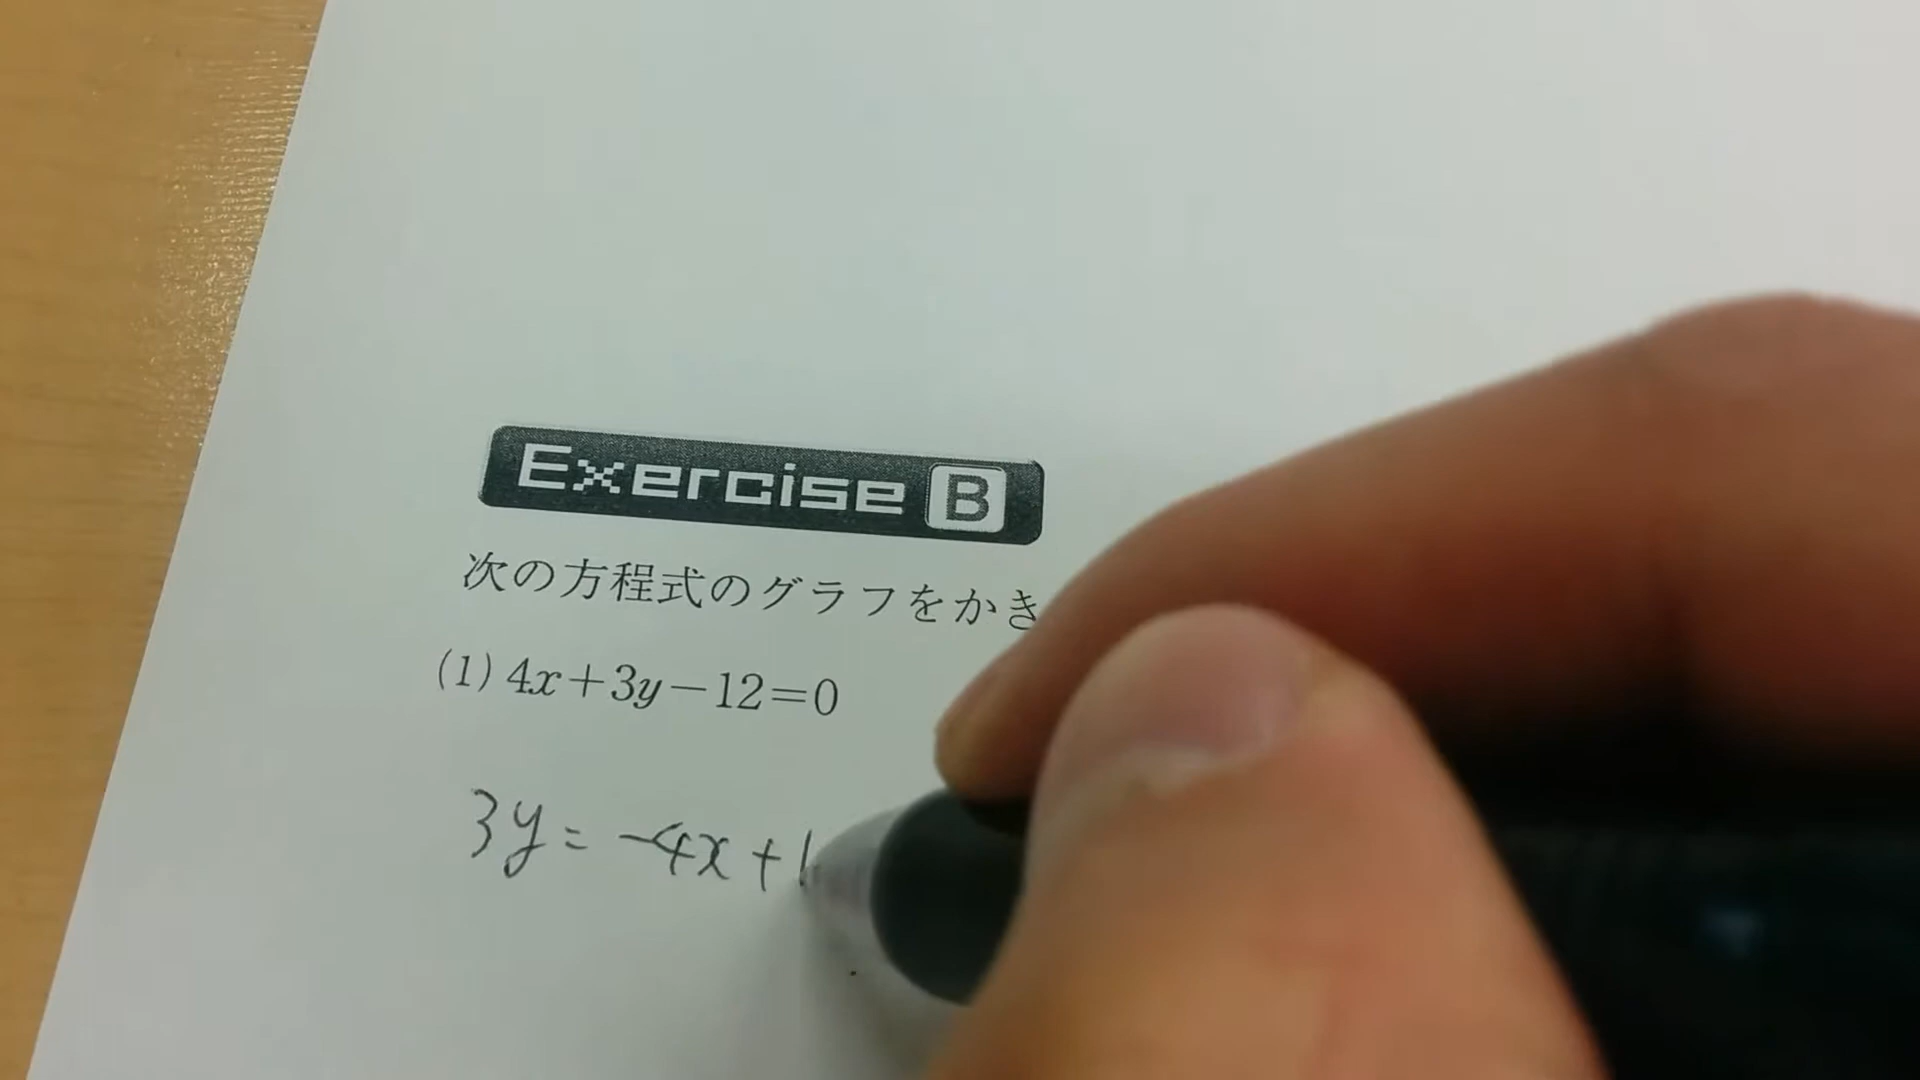 Exercise B
次の方程式のグラフをかき
(1) 4x+3y−12=0
3y = −4x + 1